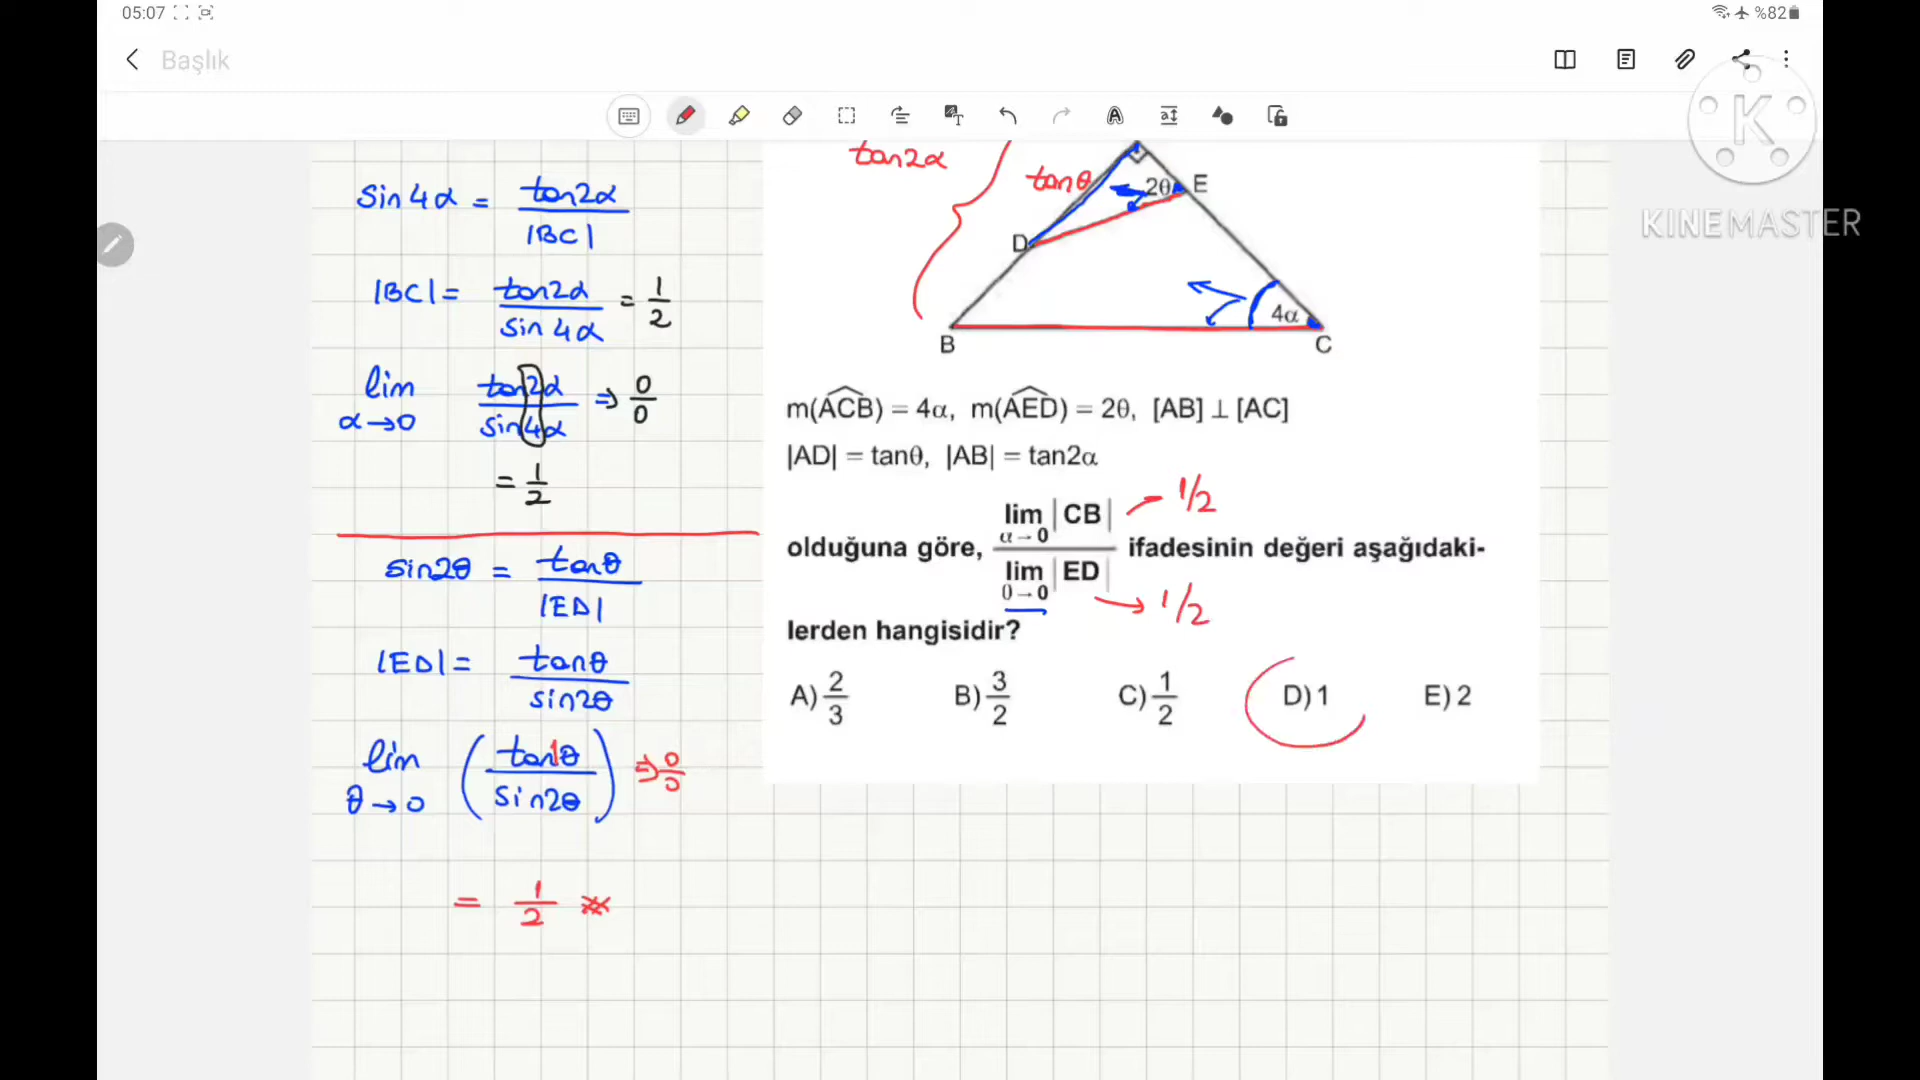 05:07
%82
Başlık
KINEMASTER
sin4α = tan2α / |BC|
|BC| = tan2α / sin4α = 1/2
lim α→0 tan2α / sin4α ⇒ 0/0
= 1/2
sin2θ = tanθ / |ED|
|ED| = tanθ / sin2θ
lim θ→0 (tan1θ / sin2θ) ⇒ 0/0
= 1/2
tan2α
tanθ
2θ E
D
4α
B C
m(ACB) = 4α, m(AED) = 2θ, [AB] ⊥ [AC]
|AD| = tanθ, |AB| = tan2α
olduğuna göre, lim α→0 |CB| / lim θ→0 |ED| ifadesinin değeri aşağıdaki-
→ 1/2
→ 1/2
lerden hangisidir?
A) 2/3 B) 3/2 C) 1/2 D) 1 E) 2